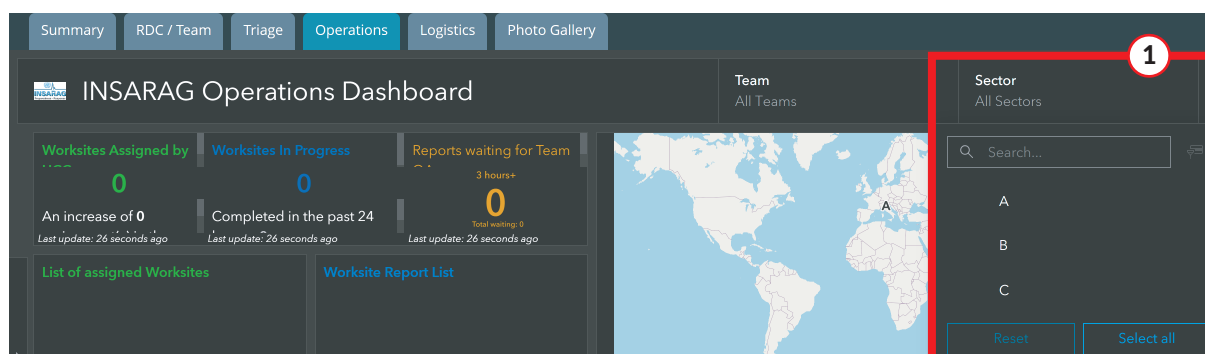 Summary
RDC / Team
Triage
Operations
Logistics
Photo Gallery
1
INSARAG
INSARAG Operations Dashboard
Team
All Teams
Sector
All Sectors
Worksites Assigned by
0
An increase of 0
Last update: 26 seconds ago
Worksites In Progress
0
Completed in the past 24
Last update: 26 seconds ago
Reports waiting for Team
3 hours+
0
Total waiting: 0
Last update: 26 seconds ago
A
Search...
A
B
C
Reset
Select all
List of assigned Worksites
Worksite Report List